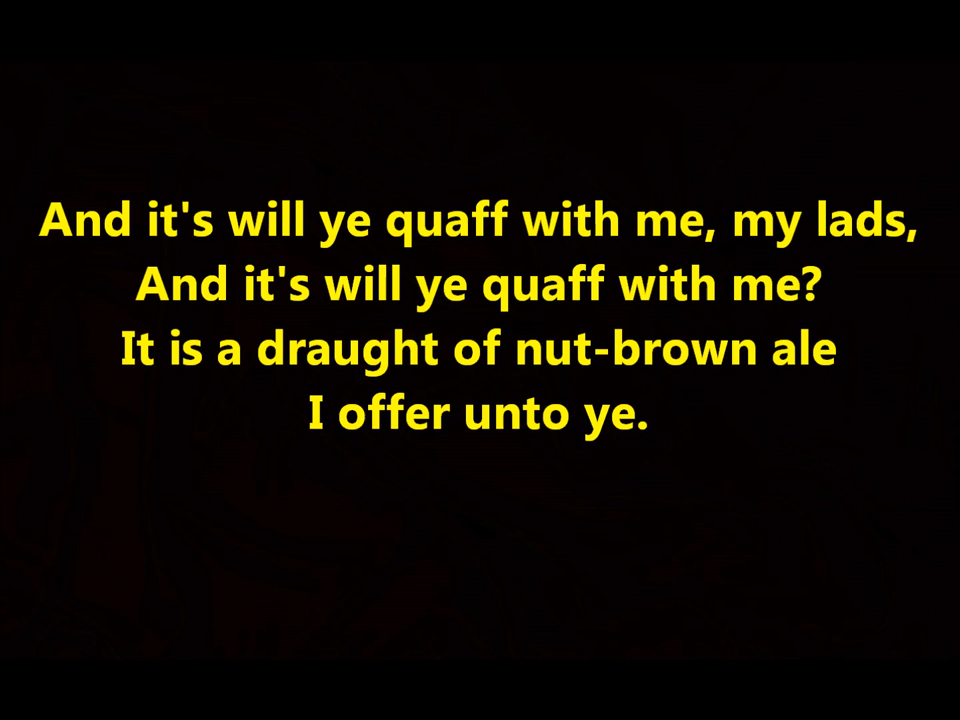 And it's will ye quaff with me, my lads,
And it's will ye quaff with me?
It is a draught of nut-brown ale
I offer unto ye.